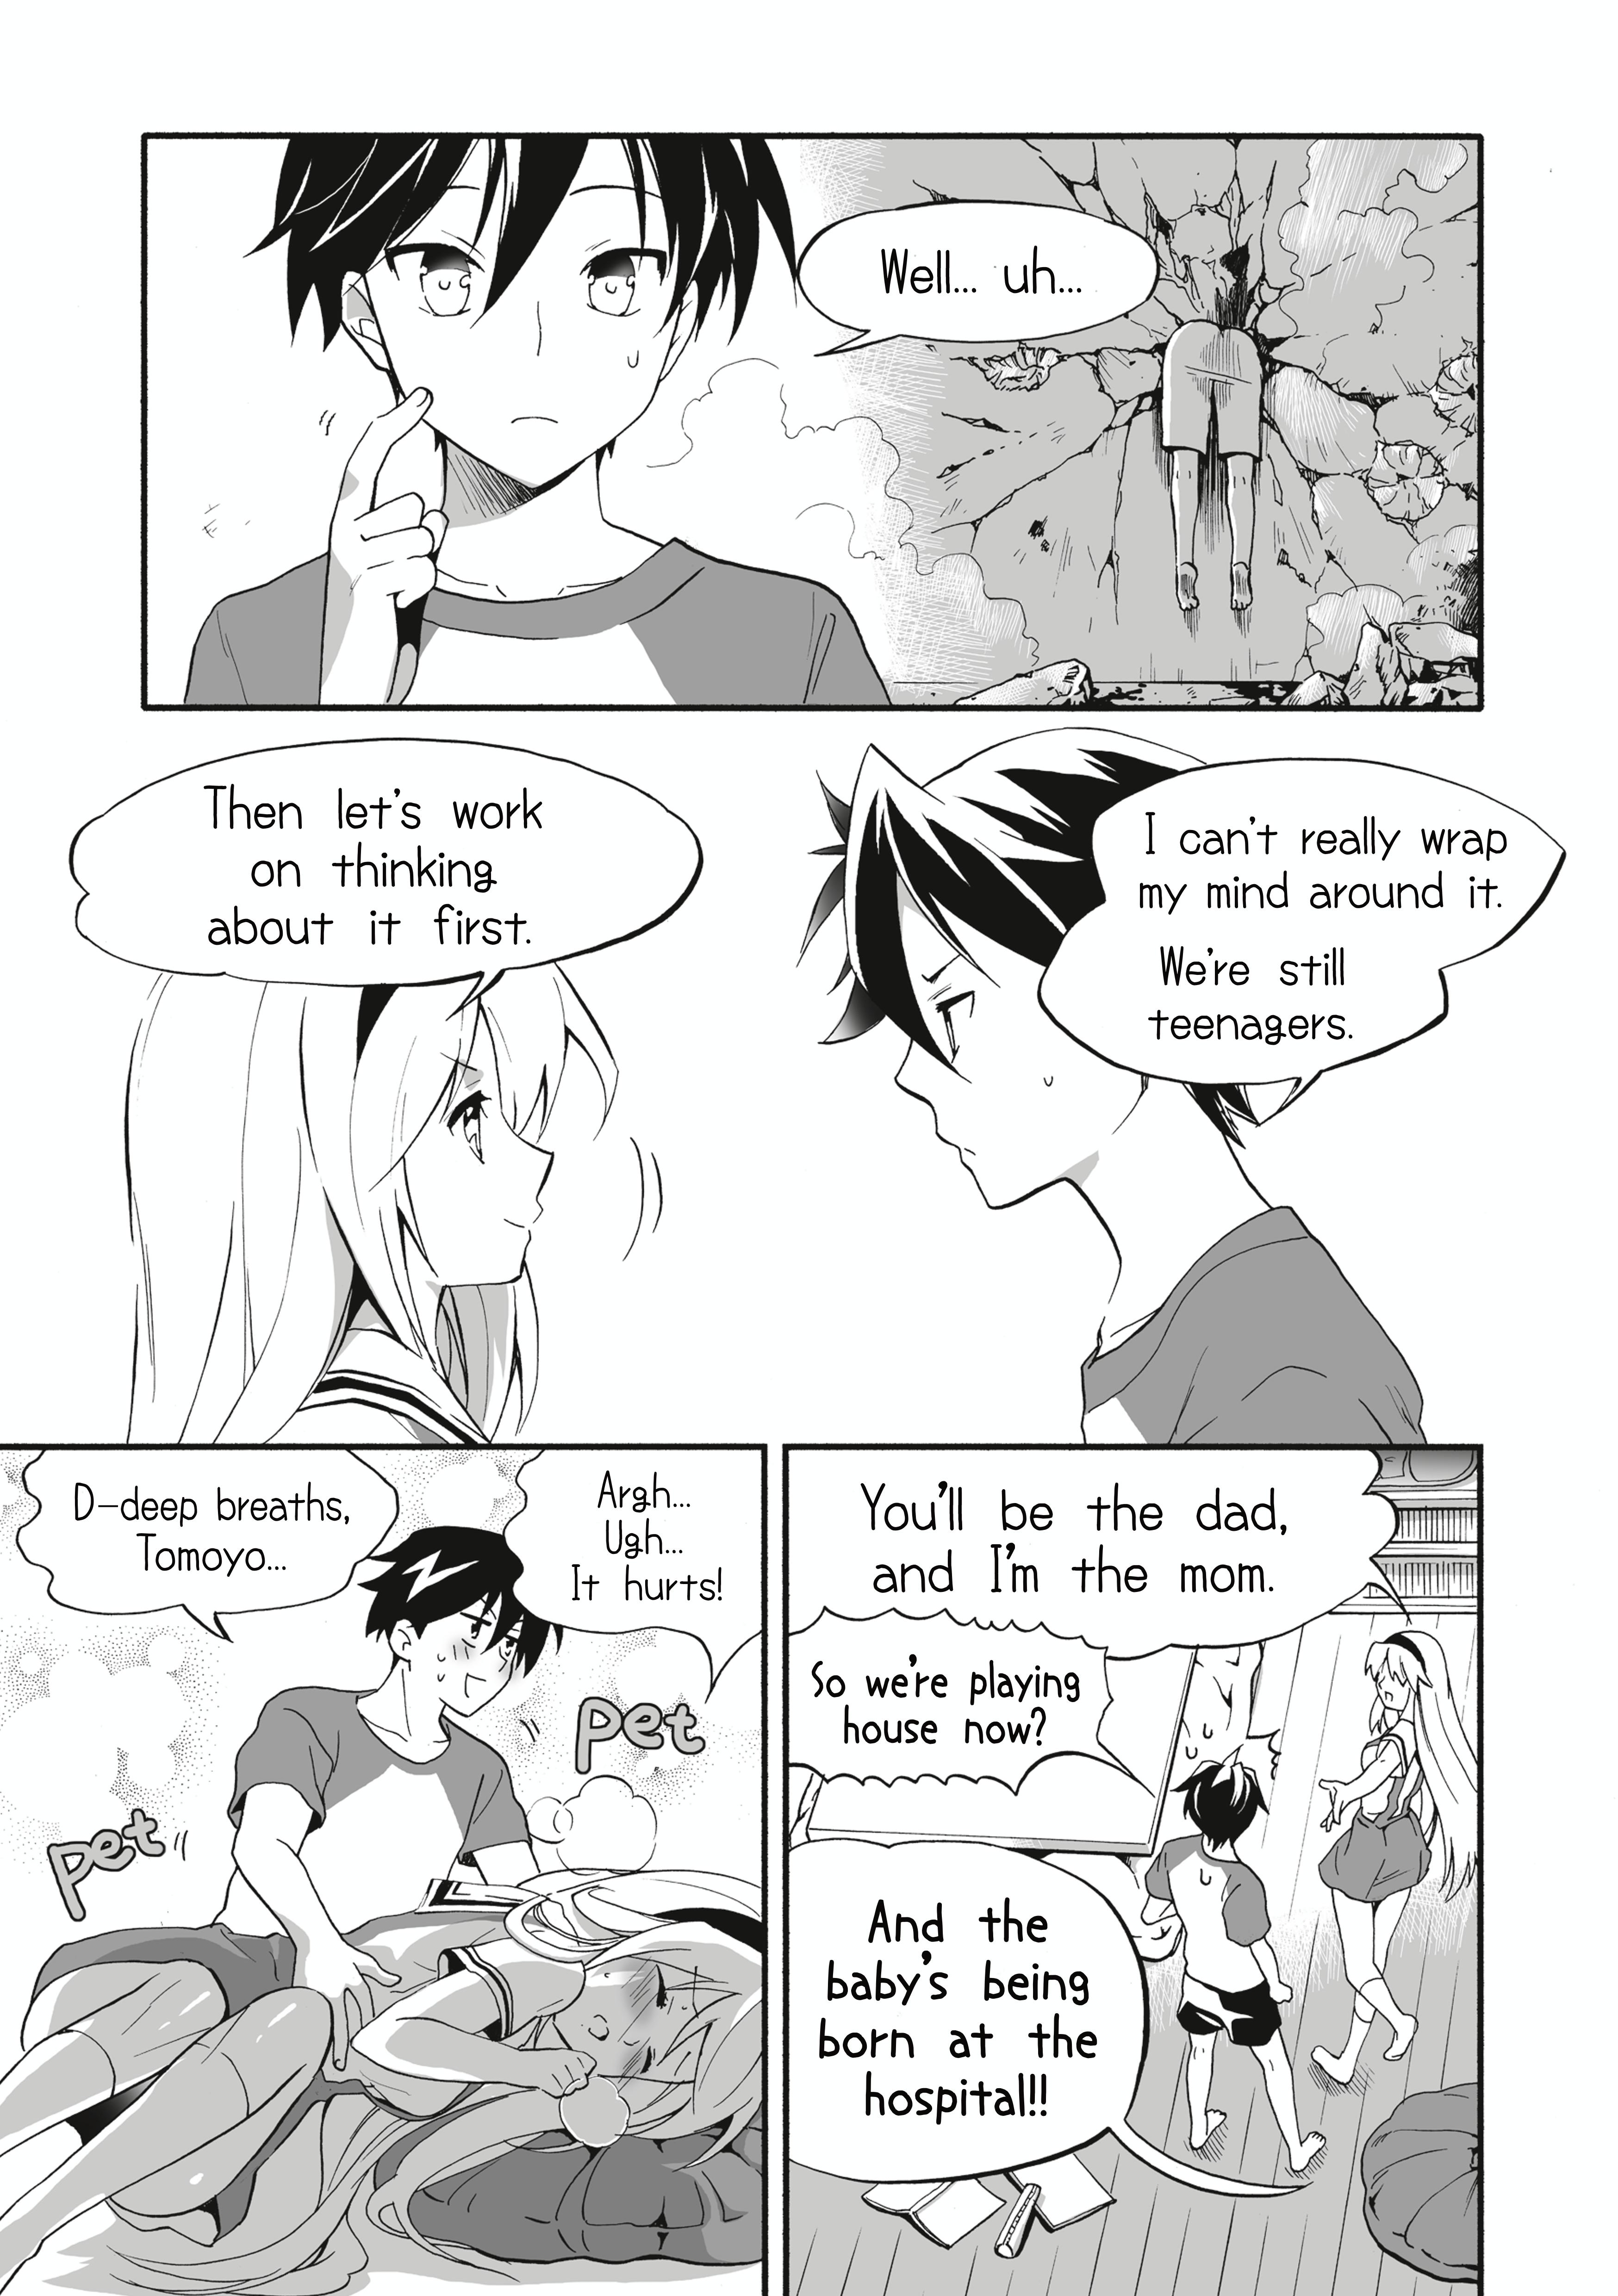 Well... uh...
I can't really wrap
my mind around it.
We're still
teenagers.
Then let's work
on thinking
about it first.
You'll be the dad,
and I'm the mom.
So we're playing
house now?
And the
baby's being
born at the
hospital!!
Argh...
Ugh...
It hurts!
D-deep breaths,
Tomoyo...
pet
pet